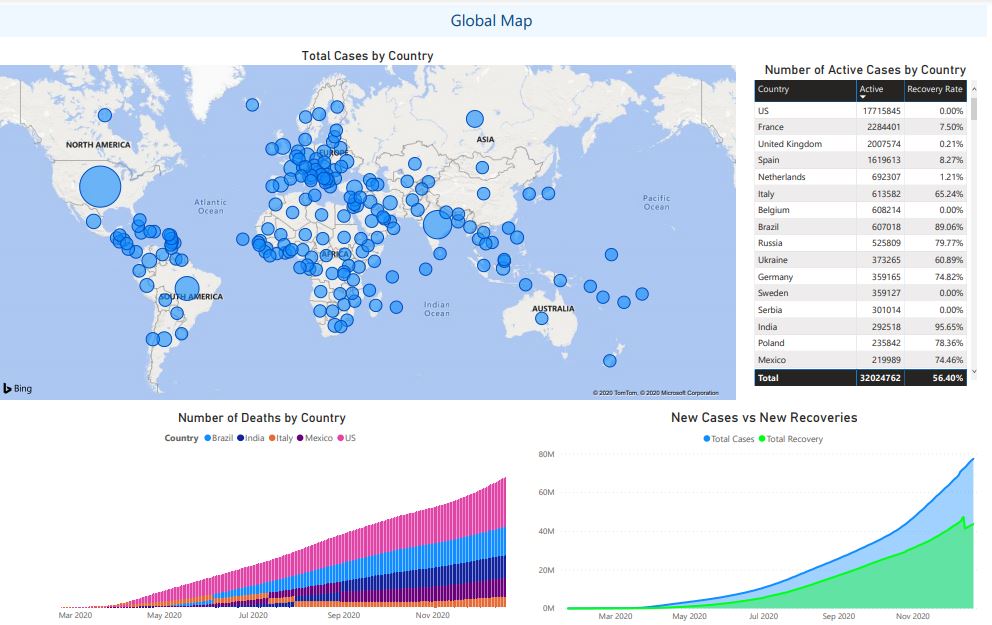 Global Map
Total Cases by Country
NORTH AMERICA
EUROPE
ASIA
Atlantic
Ocean
Pacific
Ocean
AFRICA
SOUTH AMERICA
Indian
Ocean
AUSTRALIA
Bing
© 2020 TomTom, © 2020 Microsoft Corporation
Number of Active Cases by Country
Country Active Recovery Rate
US 17715845 0.00%
France 2284401 7.50%
United Kingdom 2007574 0.21%
Spain 1619613 8.27%
Netherlands 692307 1.21%
Italy 613582 65.24%
Belgium 608214 0.00%
Brazil 607018 89.06%
Russia 525809 79.77%
Ukraine 373265 60.89%
Germany 359165 74.82%
Sweden 359127 0.00%
Serbia 301014 0.00%
India 292518 95.65%
Poland 235842 78.36%
Mexico 219989 74.46%
Total 32024762 56.40%
Number of Deaths by Country
Country Brazil India Italy Mexico US
Mar 2020 May 2020 Jul 2020 Sep 2020 Nov 2020
New Cases vs New Recoveries
Total Cases Total Recovery
80M
60M
40M
20M
0M
Mar 2020 May 2020 Jul 2020 Sep 2020 Nov 2020